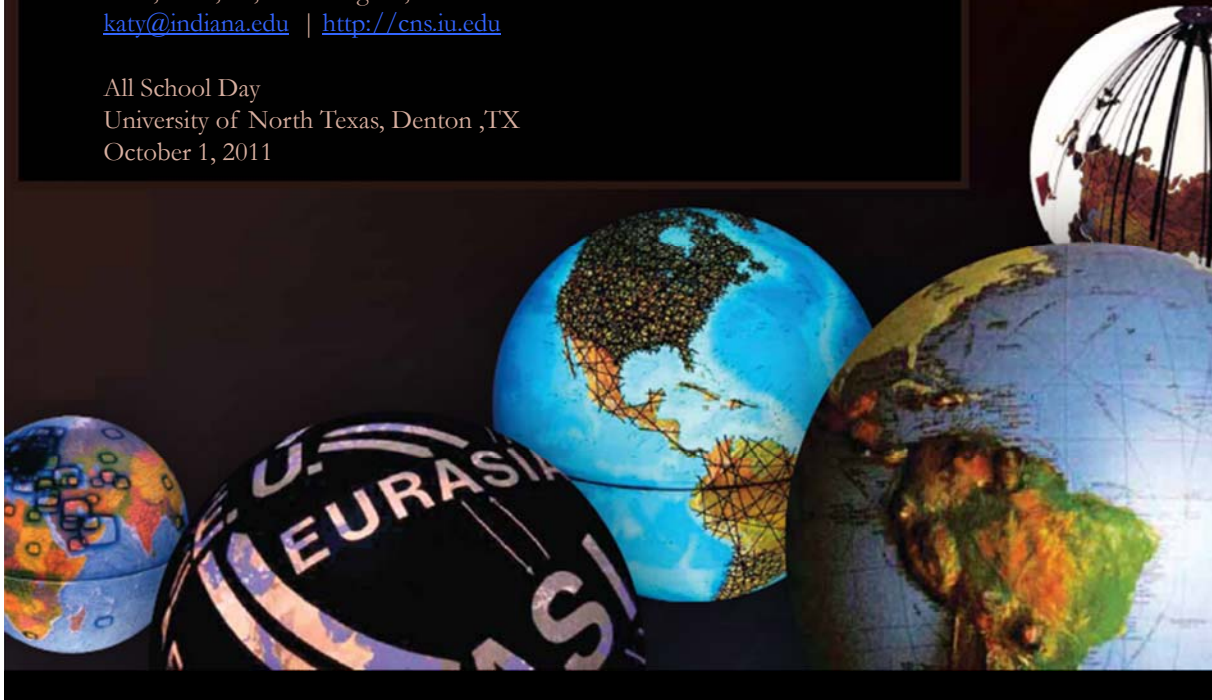 katy@indiana.edu | http://cns.iu.edu
All School Day
University of North Texas, Denton ,TX
October 1, 2011
E. U.
EURASIA